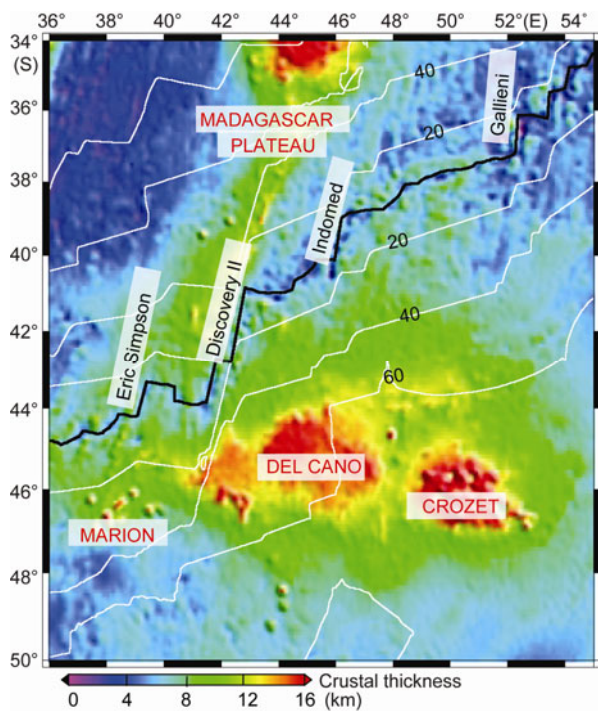 36° 38° 40° 42° 44° 46° 48° 50° 52°(E) 54°
34°
(S)
36°
38°
40°
42°
44°
46°
48°
50°
40
Gallieni
MADAGASCAR
PLATEAU
20
Indomed
20
Discovery II
Eric Simpson
40
60
DEL CANO
CROZET
MARION
Crustal thickness
0 4 8 12 16 (km)